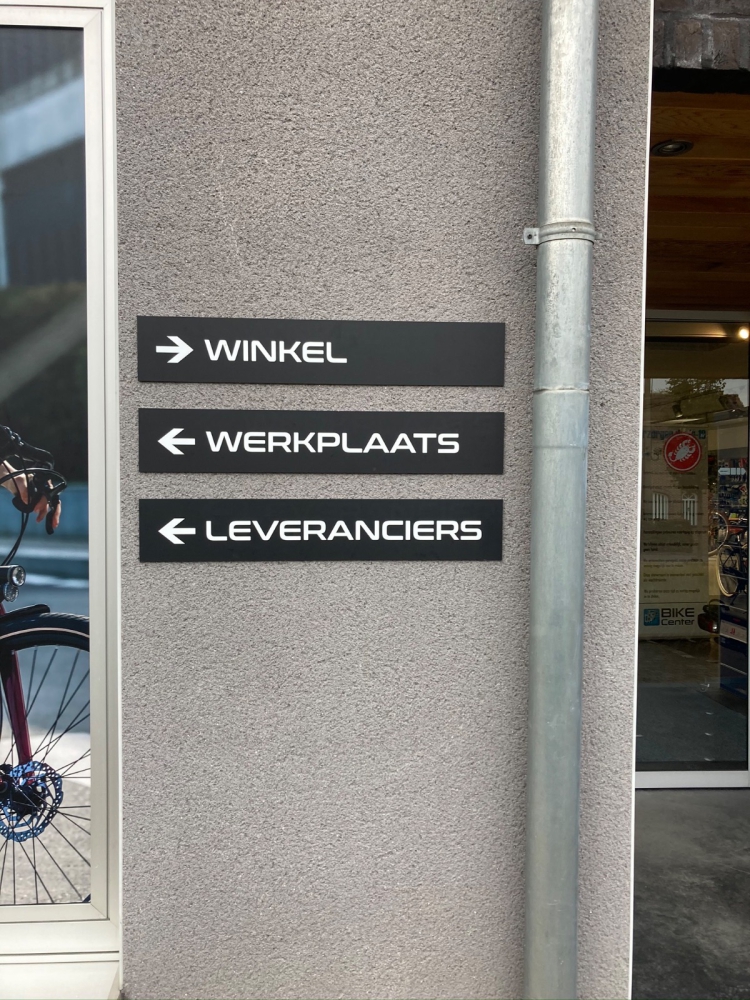 WINKEL
WERKPLAATS
LEVERANCIERS
BIKE
Center